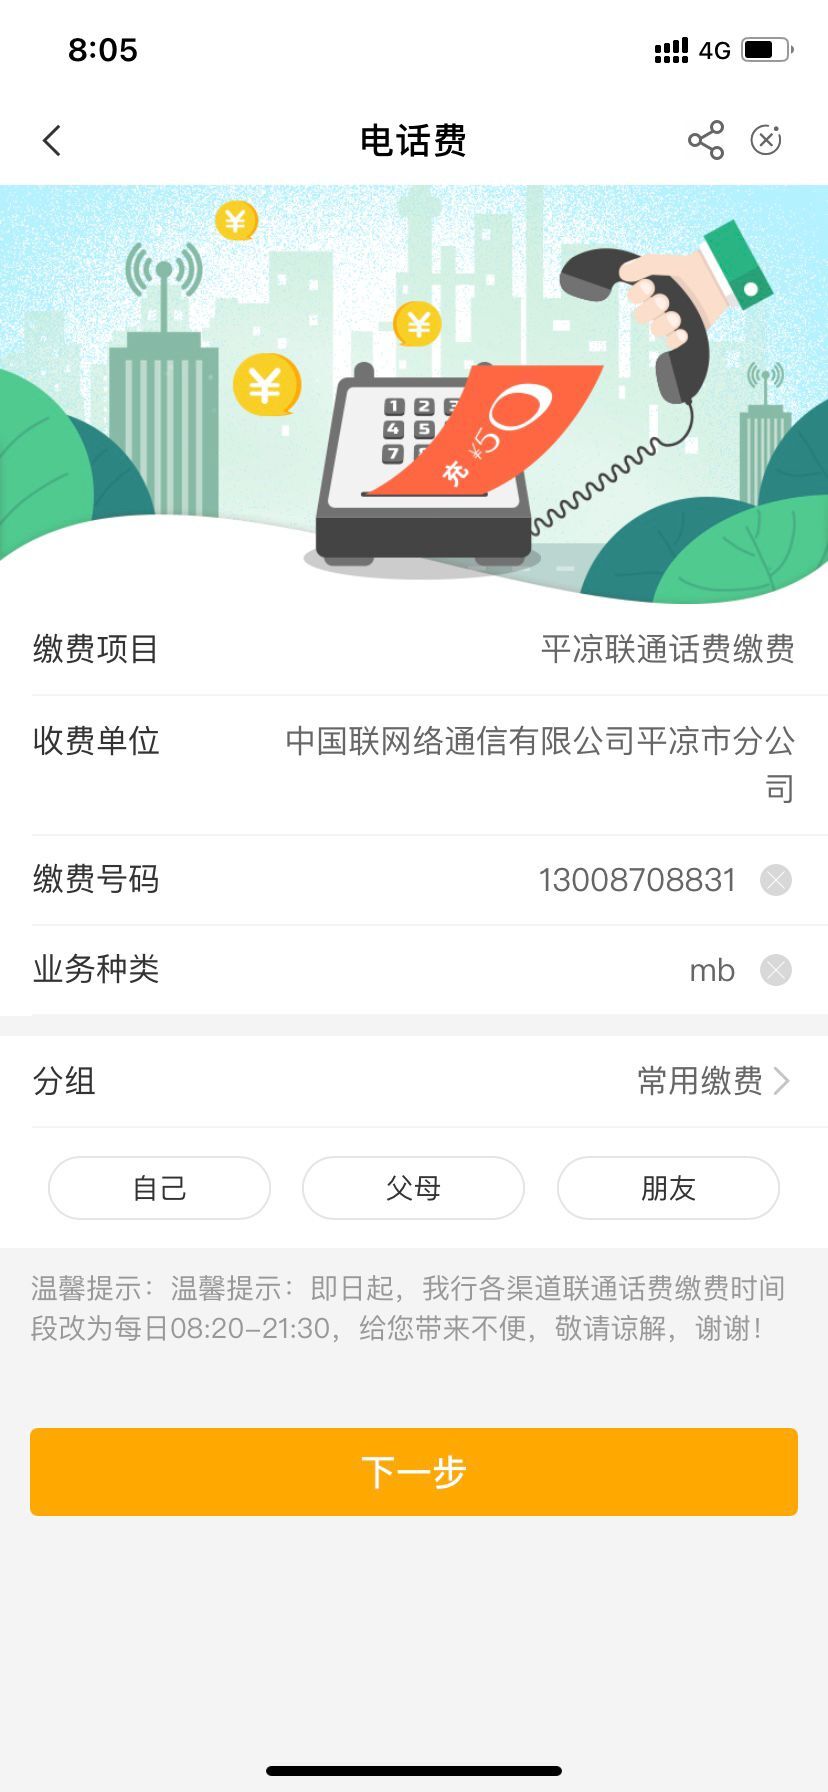 8:05
4G
电话费
¥
¥
¥
1 2 3
4 5
7
充 ¥50
缴费项目 平凉联通话费缴费
收费单位 中国联网络通信有限公司平凉市分公
司
缴费号码 13008708831
业务种类 mb
分组 常用缴费
自己 父母 朋友
温馨提示：温馨提示：即日起，我行各渠道联通话费缴费时间
段改为每日08:20-21:30，给您带来不便，敬请谅解，谢谢！
下一步